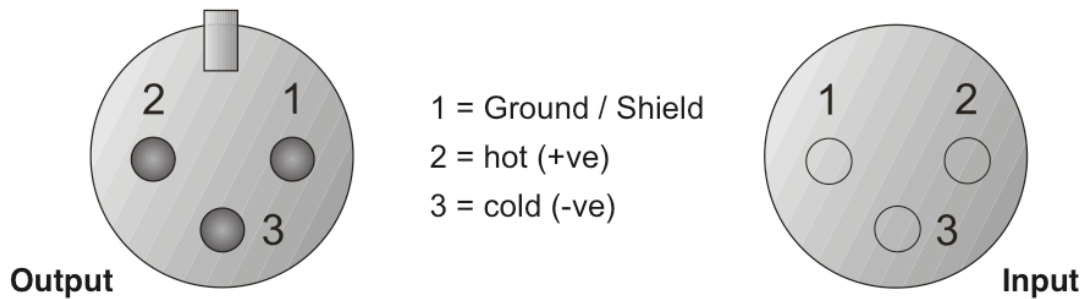 2 1
3
Output
1 = Ground / Shield
2 = hot (+ve)
3 = cold (-ve)
1 2
3
Input